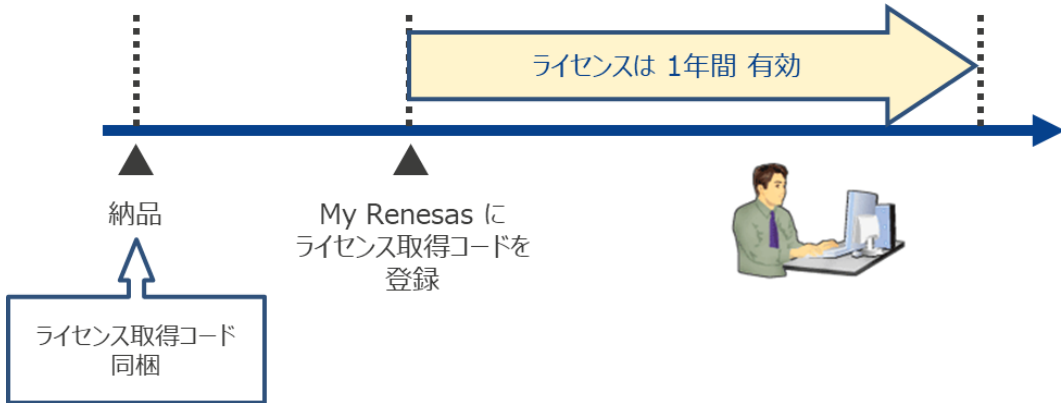 ライセンスは 1年間 有効
納品
My Renesas に
ライセンス取得コードを
登録
ライセンス取得コード
同梱